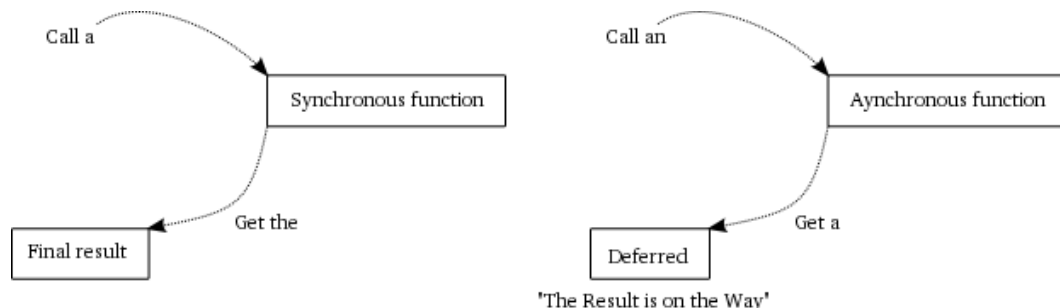 Call a
Synchronous function
Get the
Final result
Call an
Aynchronous function
Get a
Deferred
"The Result is on the Way"